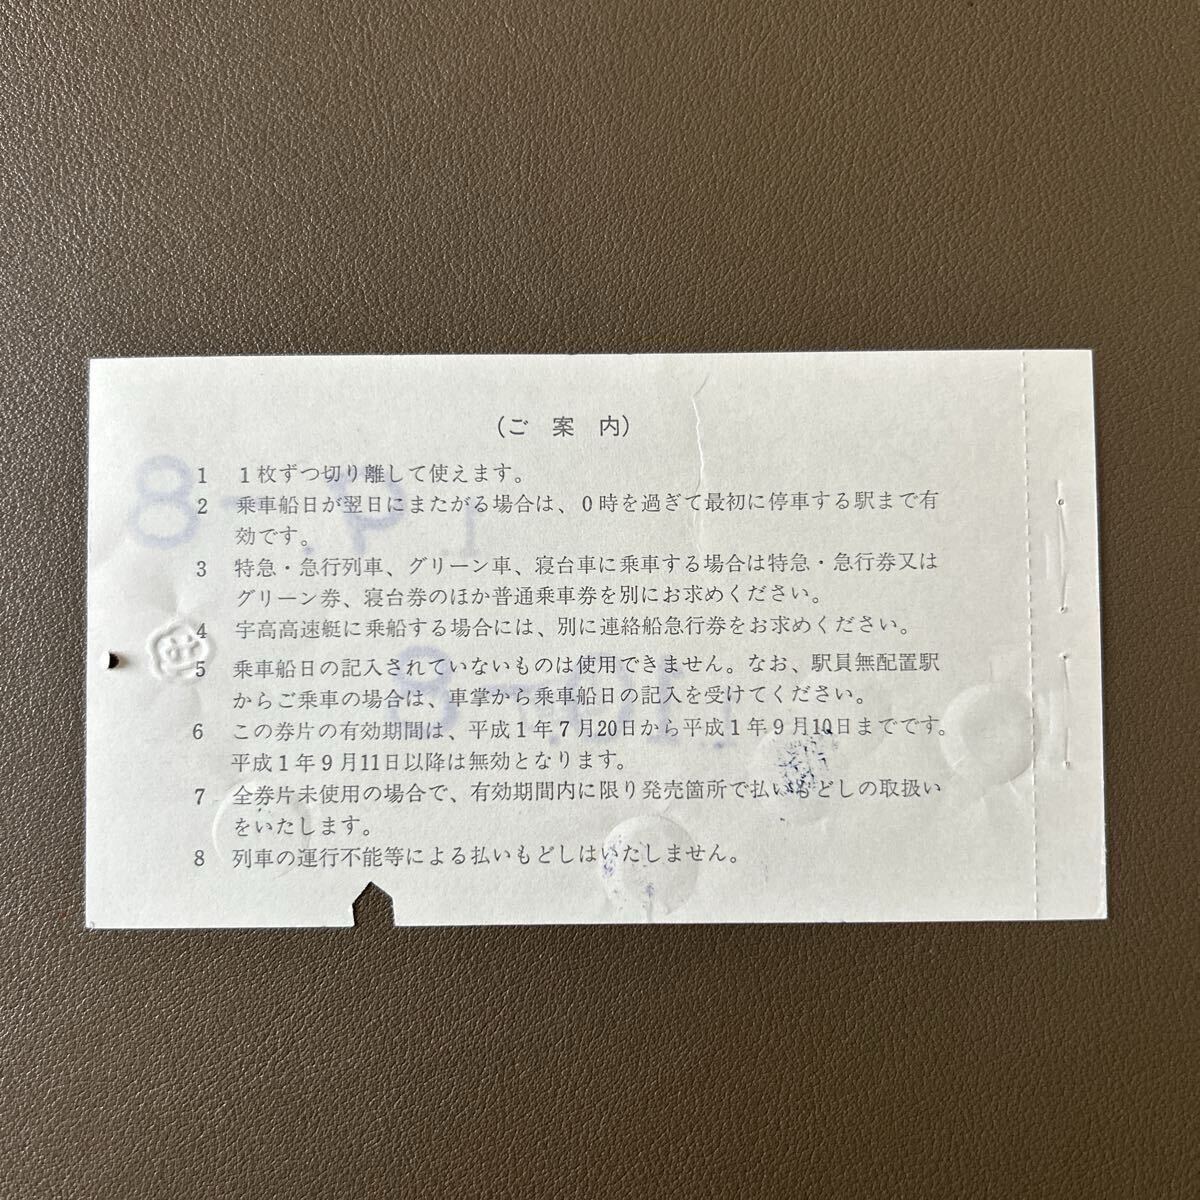 (ご案内)
1 1枚ずつ切り離して使えます。
2 乗車船日が翌日にまたがる場合は、0時を過ぎて最初に停車する駅まで有
効です。
3 特急・急行列車、グリーン車、寝台車に乗車する場合は特急・急行券又は
グリーン券、寝台券のほか普通乗車券を別にお求めください。
4 宇高高速艇に乗船する場合には、別に連絡船急行券をお求めください。
5 乗車船日の記入されていないものは使用できません。なお、駅員無配置駅
からご乗車の場合は、車掌から乗車船日の記入を受けてください。
6 この券片の有効期間は、平成1年7月20日から平成1年9月10日までです。
平成1年9月11日以降は無効となります。
7 全券片未使用の場合で、有効期間内に限り発売箇所で払いもどしの取扱い
をいたします。
8 列車の運行不能等による払いもどしはいたしません。